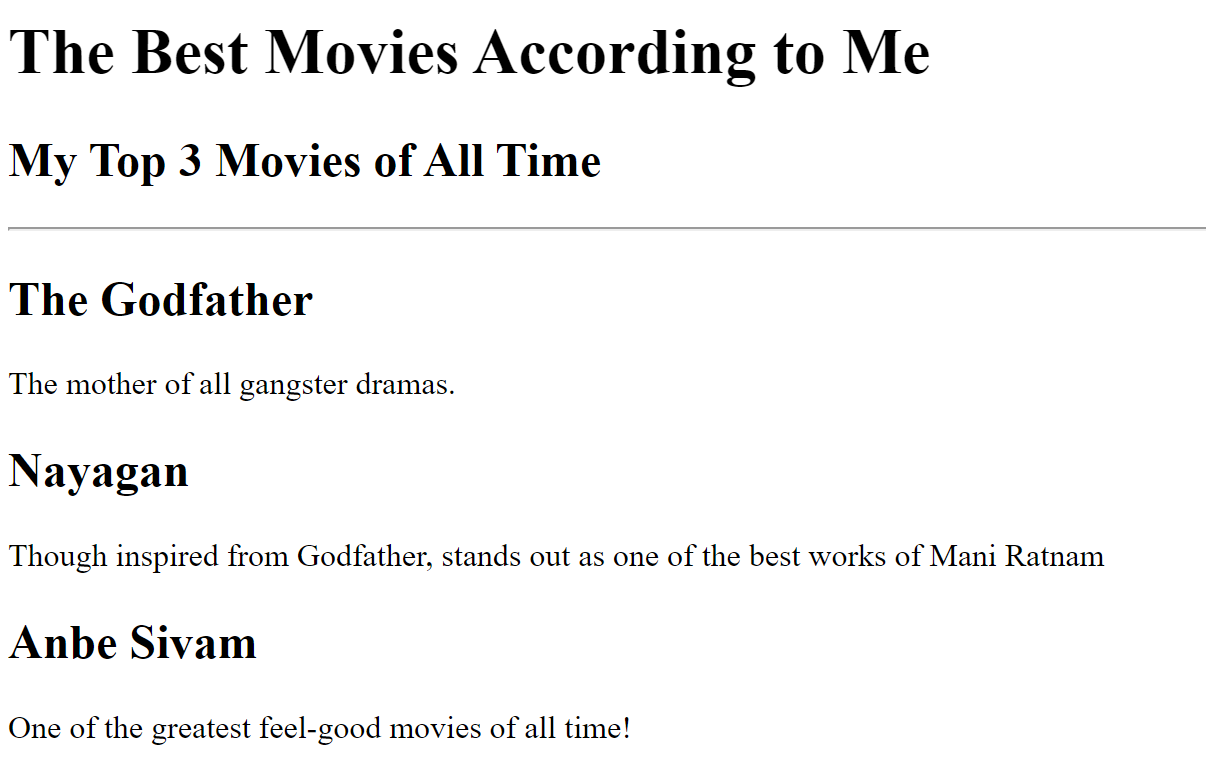 The Best Movies According to Me
My Top 3 Movies of All Time
The Godfather
The mother of all gangster dramas.
Nayagan
Though inspired from Godfather, stands out as one of the best works of Mani Ratnam
Anbe Sivam
One of the greatest feel-good movies of all time!